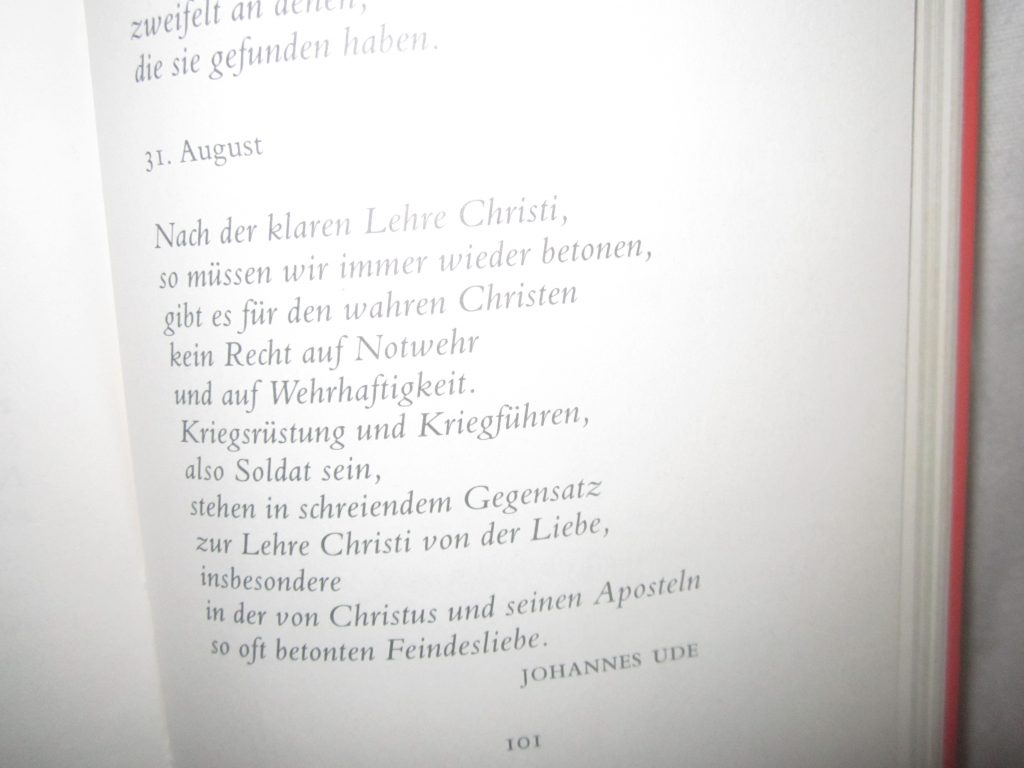 zweifelt an denen,
die sie gefunden haben.
31. August
Nach der klaren Lehre Christi,
so müssen wir immer wieder betonen,
gibt es für den wahren Christen
kein Recht auf Notwehr
und auf Wehrhaftigkeit.
Kriegsrüstung und Kriegführen,
also Soldat sein,
stehen in schreiendem Gegensatz
zur Lehre Christi von der Liebe,
insbesondere
in der von Christus und seinen Aposteln
so oft betonten Feindesliebe.
JOHANNES UDE
101